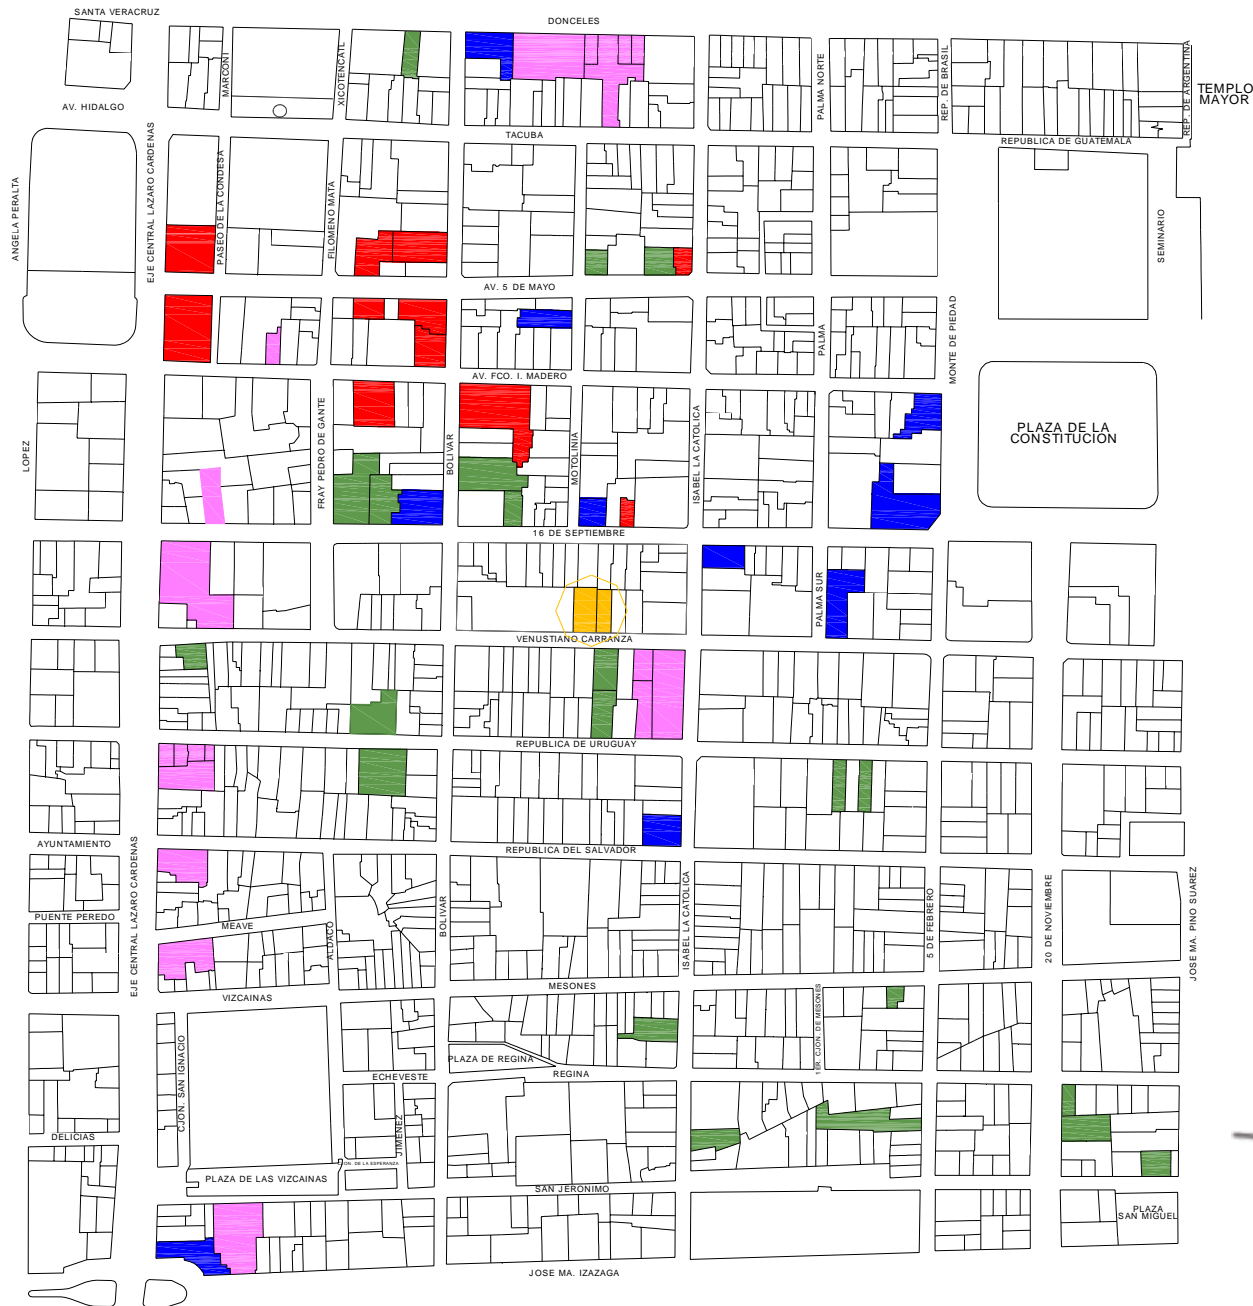 SANTA VERACRUZ
DONCELES
MARCONI
XICOTENCATL
PALMA NORTE
REP. DE BRASIL
REP. DE ARGENTINA
TEMPLO
MAYOR
AV. HIDALGO
TACUBA
REPUBLICA DE GUATEMALA
ANGELA PERALTA
EJE CENTRAL LAZARO CARDENAS
PASEO DE LA CONDESA
FILOMENO MATA
SEMINARIO
AV. 5 DE MAYO
PALMA
MONTE DE PIEDAD
AV. FCO. I. MADERO
LOPEZ
FRAY PEDRO DE GANTE
BOLIVAR
MOTOLINIA
ISABEL LA CATOLICA
PLAZA DE LA
CONSTITUCION
16 DE SEPTIEMBRE
PALMA SUR
VENUSTIANO CARRANZA
REPUBLICA DE URUGUAY
AYUNTAMIENTO
REPUBLICA DEL SALVADOR
EJE CENTRAL LAZARO CARDENAS
PUENTE PEREDO
MEAVE
ALDACO
BOLIVAR
ISABEL LA CATOLICA
5 DE FEBRERO
20 DE NOVIEMBRE
JOSE MA. PINO SUAREZ
VIZCAINAS
MESONES
1ER. CJON. DE MESONES
CJON. SAN IGNACIO
PLAZA DE REGINA
ECHEVESTE
REGINA
JIMENEZ
DELICIAS
CJON. DE LA ESPERANZA
PLAZA DE LAS VIZCAINAS
SAN JERONIMO
PLAZA
SAN MIGUEL
JOSE MA. IZAZAGA